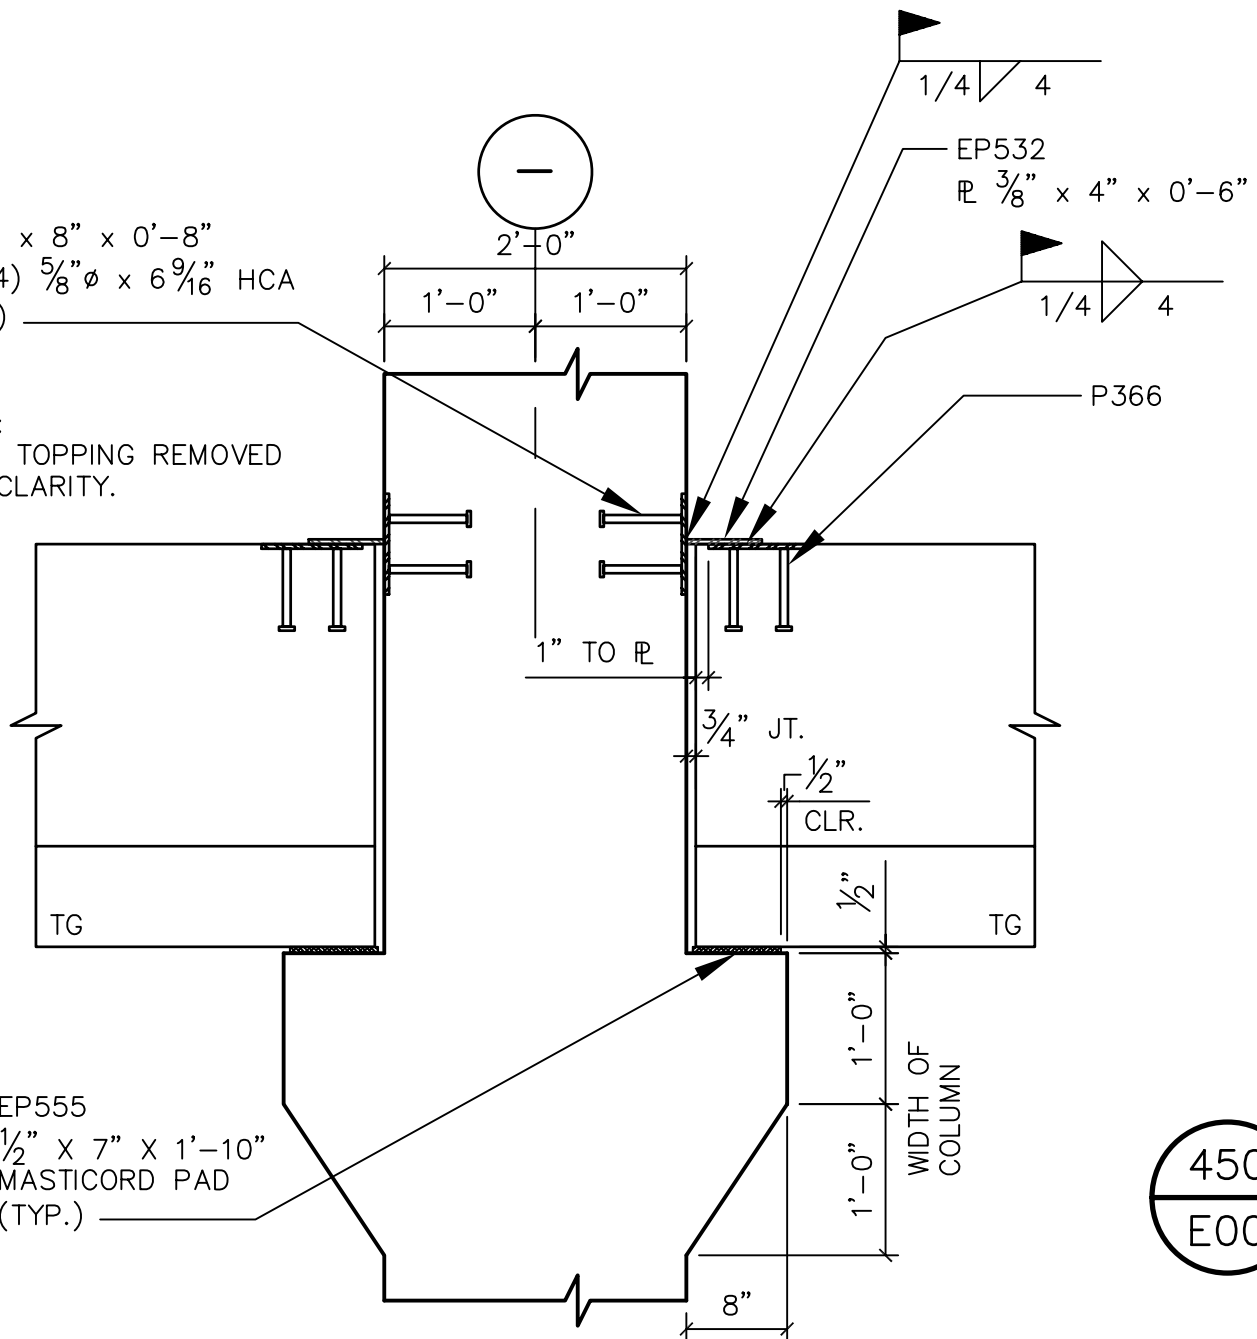 1/4 4
EP532
℄ 3/8" x 4" x 0'-6"
x 8" x 0'-8"
4) 5/8"ø x 6 9/16" HCA
)
2'-0"
1'-0" 1'-0"
1/4 4
P366
:
TOPPING REMOVED
CLARITY.
1" TO ℄
3/4" JT.
1/2"
CLR.
1/2"
TG
TG
1'-0"
WIDTH OF
COLUMN
1'-0"
EP555
1/2" X 7" X 1'-10"
MASTICORD PAD
(TYP.)
8"
450
E00